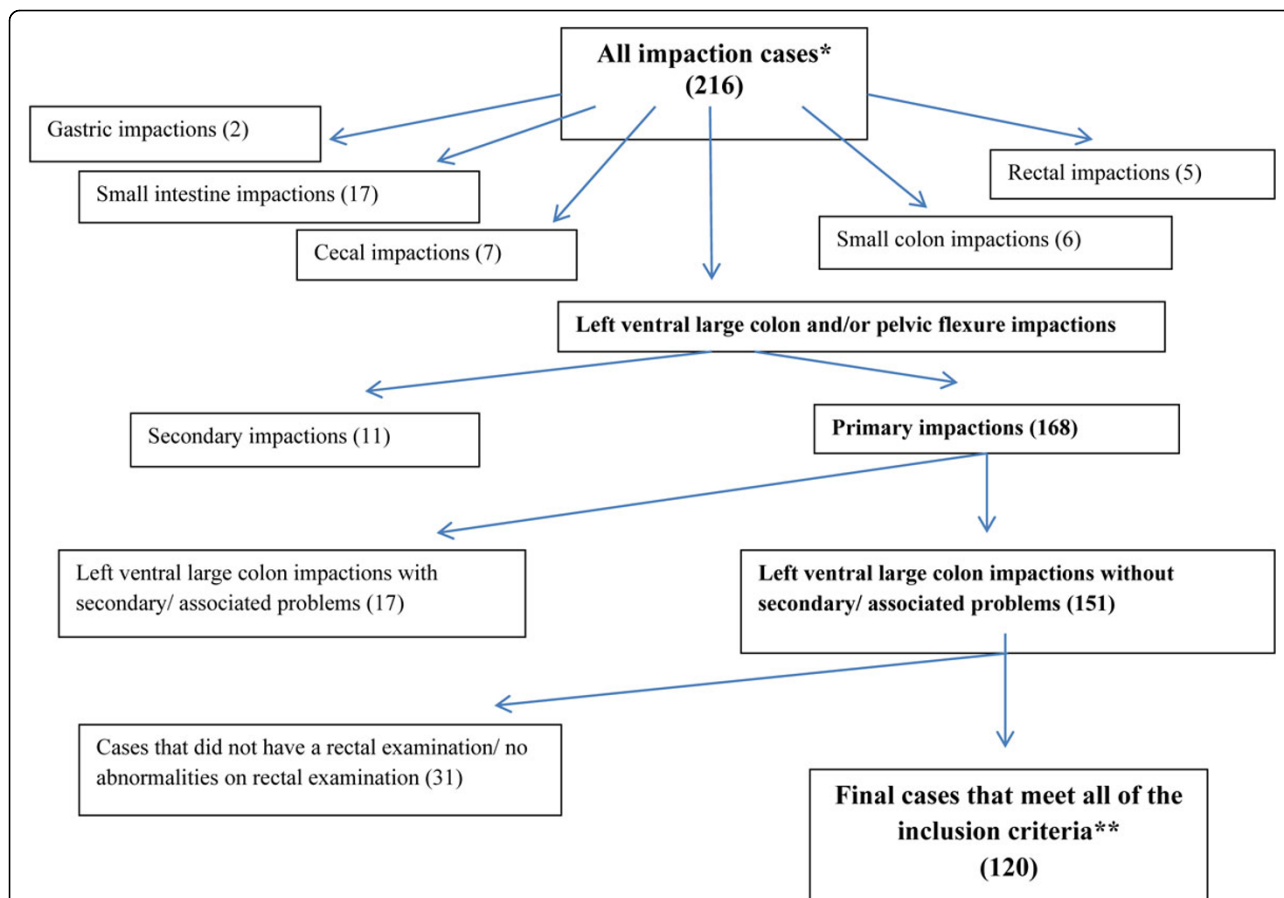 All impaction cases*
(216)
Gastric impactions (2)
Small intestine impactions (17)
Rectal impactions (5)
Cecal impactions (7)
Small colon impactions (6)
Left ventral large colon and/or pelvic flexure impactions
Secondary impactions (11)
Primary impactions (168)
Left ventral large colon impactions with
secondary/ associated problems (17)
Left ventral large colon impactions without
secondary/ associated problems (151)
Cases that did not have a rectal examination/ no
abnormalities on rectal examination (31)
Final cases that meet all of the
inclusion criteria**
(120)